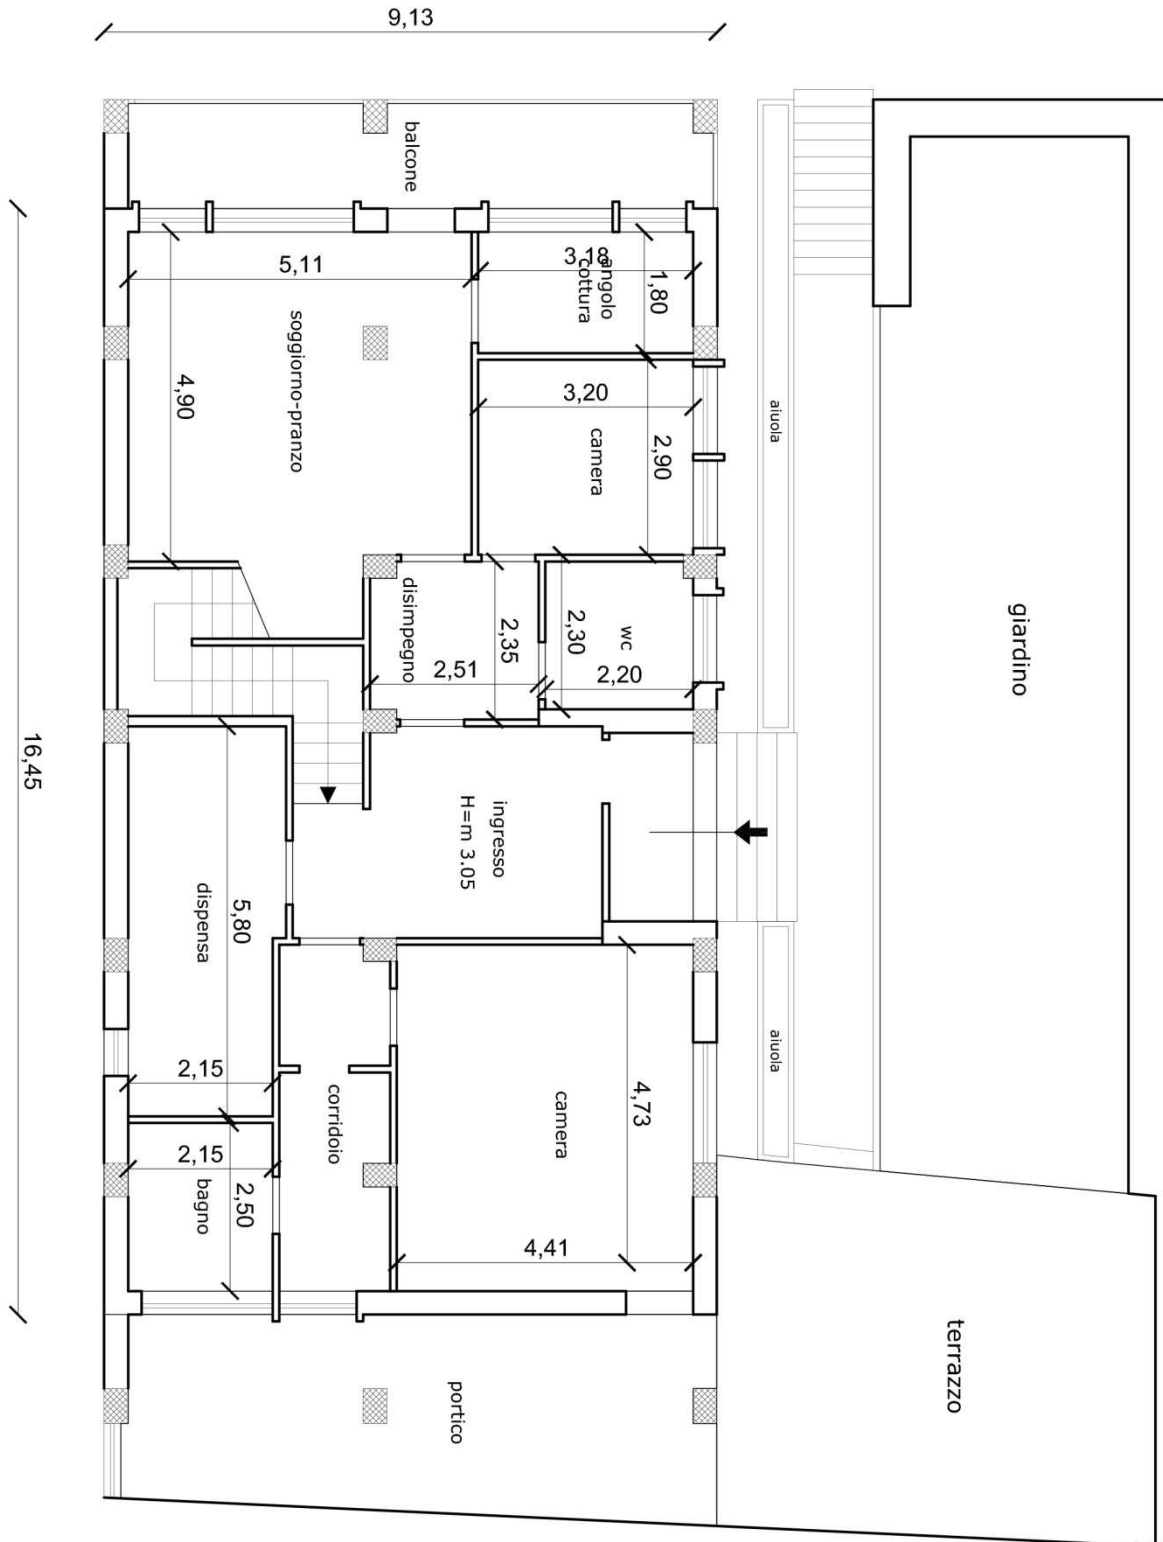 9,13
balcone
5,11
3,18
angolo
cottura
1,80
soggiorno-pranzo
4,90
3,20
camera
2,90
aiuola
disimpegno
2,35
2,51
wc
2,30
2,20
giardino
16,45
ingresso
H=m 3.05
dispensa
5,80
2,15
corridoio
camera
4,73
aiuola
2,15
bagno
2,50
4,41
portico
terrazzo